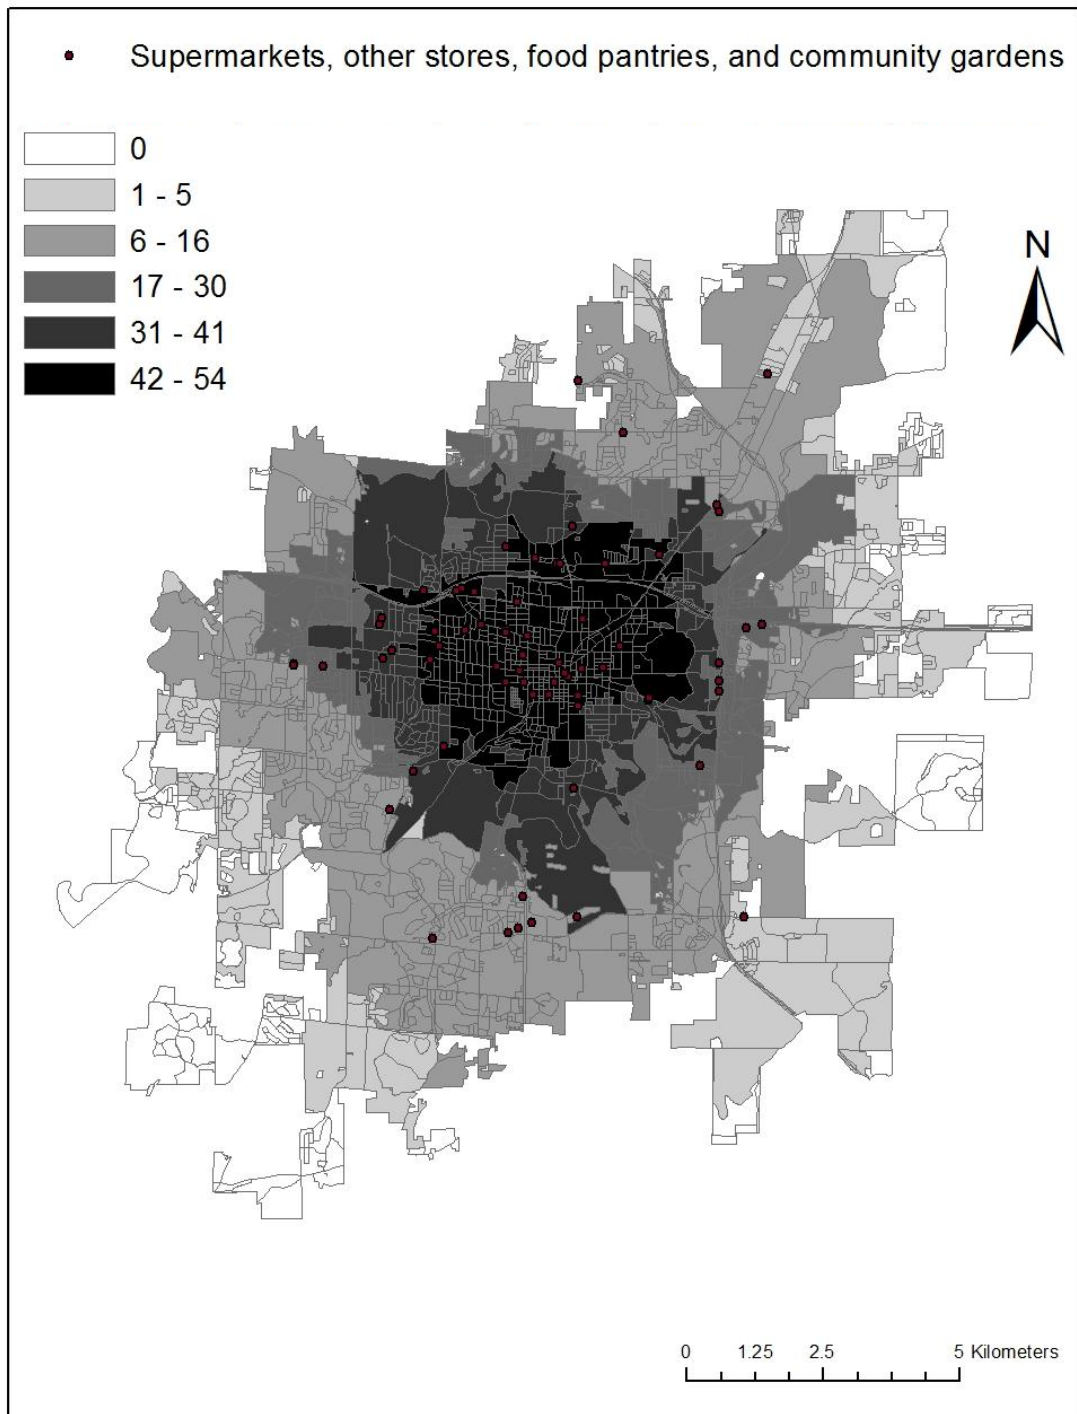 Supermarkets, other stores, food pantries, and community gardens
0
1 - 5
6 - 16
17 - 30
31 - 41
42 - 54
N
0 1.25 2.5 5 Kilometers